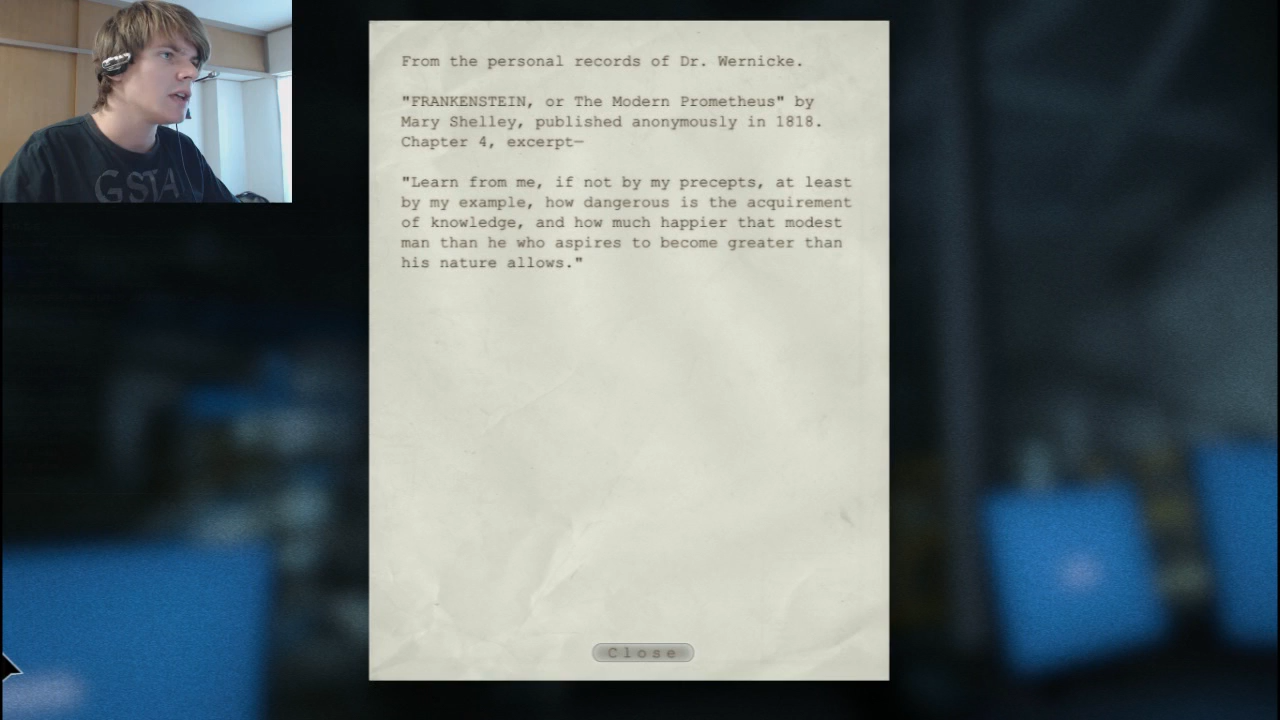 GSTA
From the personal records of Dr. Wernicke.
"FRANKENSTEIN, or The Modern Prometheus" by
Mary Shelley, published anonymously in 1818.
Chapter 4, excerpt—
"Learn from me, if not by my precepts, at least
by my example, how dangerous is the acquirement
of knowledge, and how much happier that modest
man than he who aspires to become greater than
his nature allows."
Close